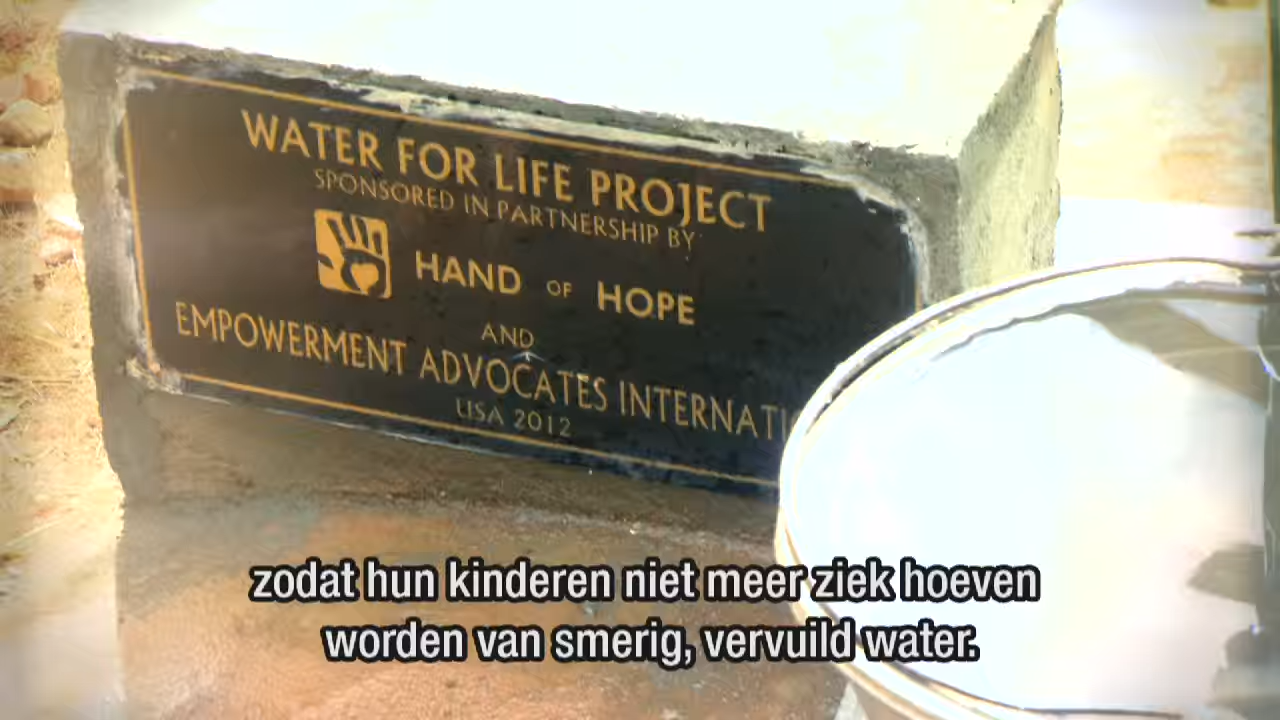 WATER FOR LIFE PROJECT
SPONSORED IN PARTNERSHIP BY
HAND OF HOPE
AND
EMPOWERMENT ADVOCATES
USA 2012
zodat hun kinderen niet meer ziek hoeven
worden van smerig, vervuild water.